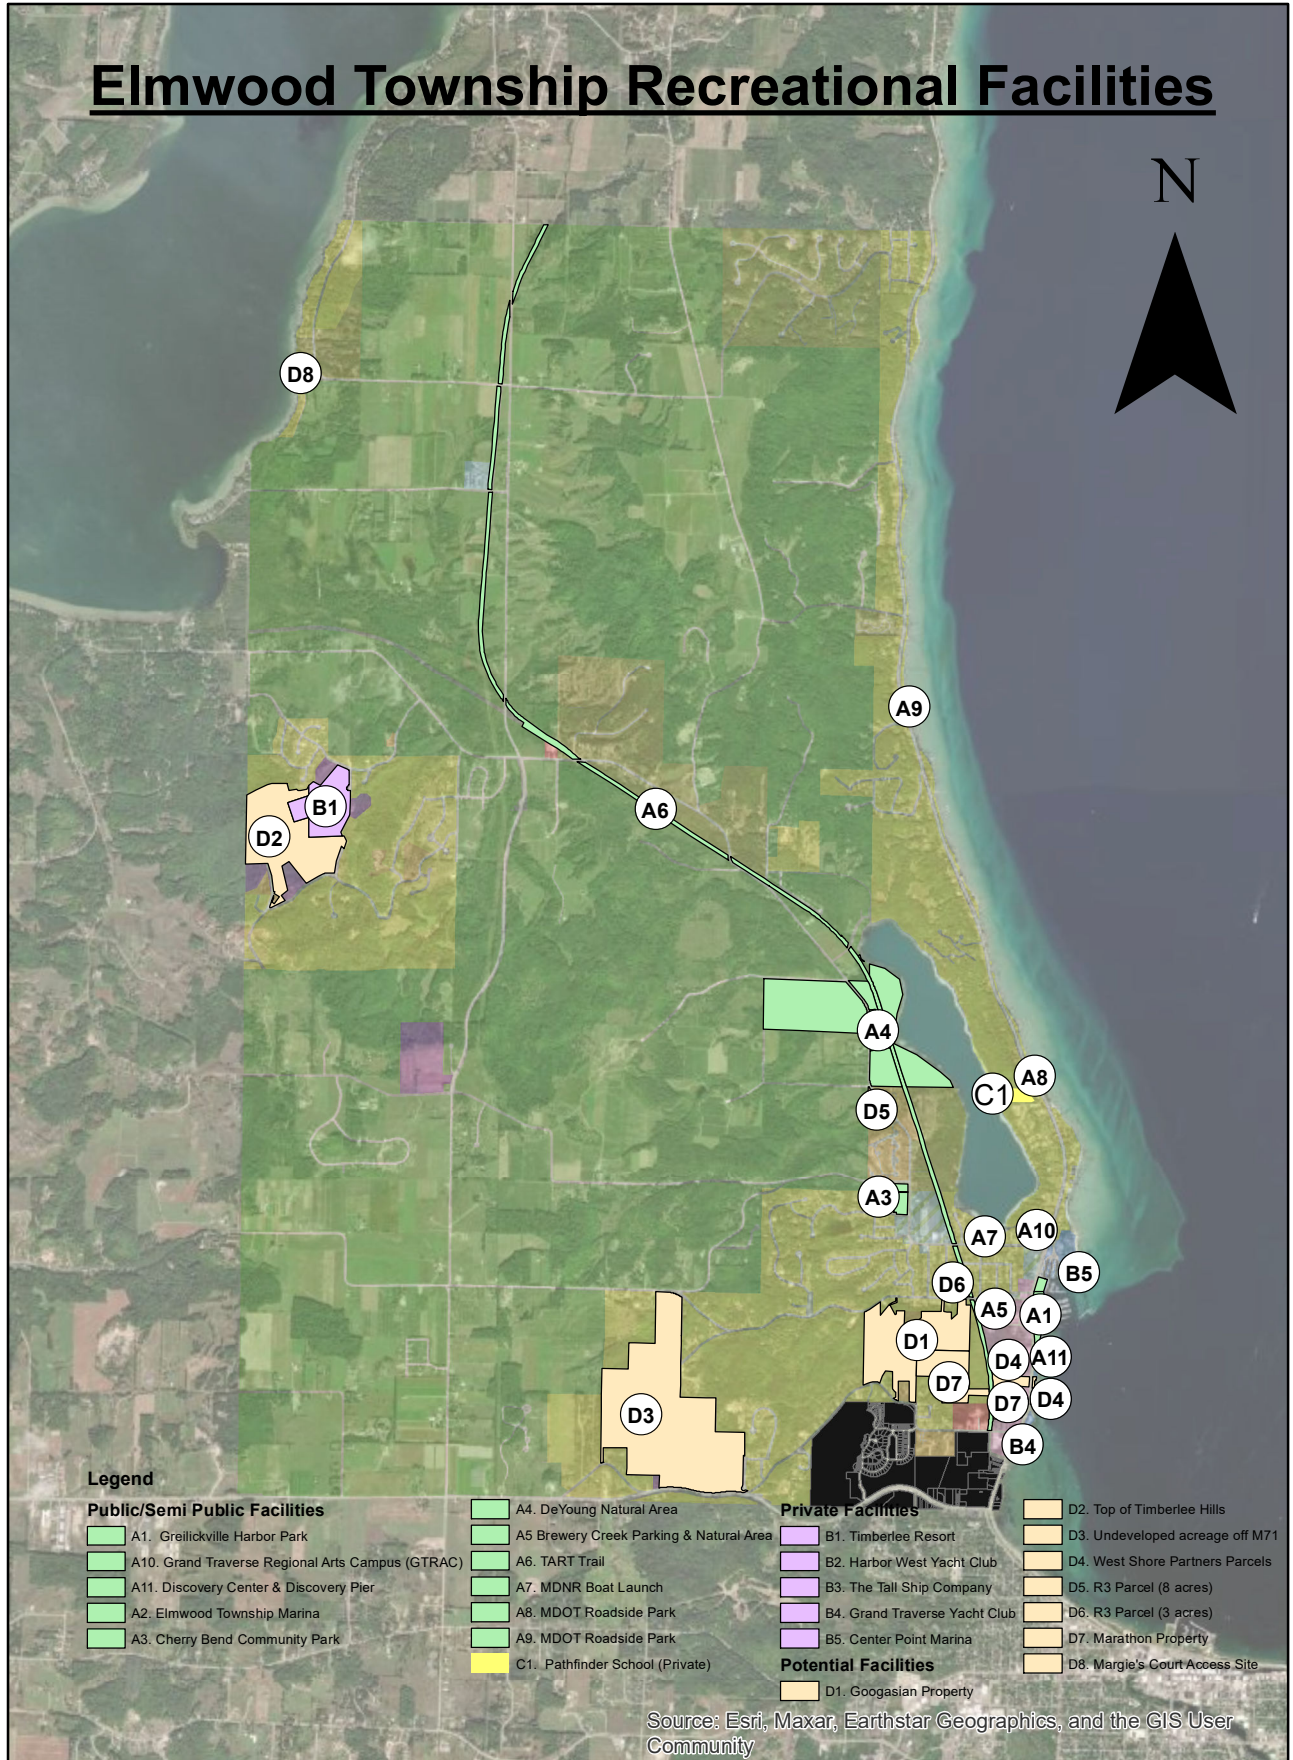 Elmwood Township Recreational Facilities
N
D8
A9
A6
B1
D2
A4
A8
C1
D5
A3
A7
A10
B5
D6
A5
A1
D1
D4
A11
D7
D7
D4
D3
B4
Legend
Public/Semi Public Facilities
A1. Greilickville Harbor Park
A10. Grand Traverse Regional Arts Campus (GTRAC)
A11. Discovery Center & Discovery Pier
A2. Elmwood Township Marina
A3. Cherry Bend Community Park
A4. DeYoung Natural Area
A5 Brewery Creek Parking & Natural Area
A6. TART Trail
A7. MDNR Boat Launch
A8. MDOT Roadside Park
A9. MDOT Roadside Park
C1. Pathfinder School (Private)
Private Facilities
B1. Timberlee Resort
B2. Harbor West Yacht Club
B3. The Tall Ship Company
B4. Grand Traverse Yacht Club
B5. Center Point Marina
Potential Facilities
D1. Googasian Property
D2. Top of Timberlee Hills
D3. Undeveloped acreage off M71
D4. West Shore Partners Parcels
D5. R3 Parcel (8 acres)
D6. R3 Parcel (3 acres)
D7. Marathon Property
D8. Margie's Court Access Site
Source: Esri, Maxar, Earthstar Geographics, and the GIS User
Community